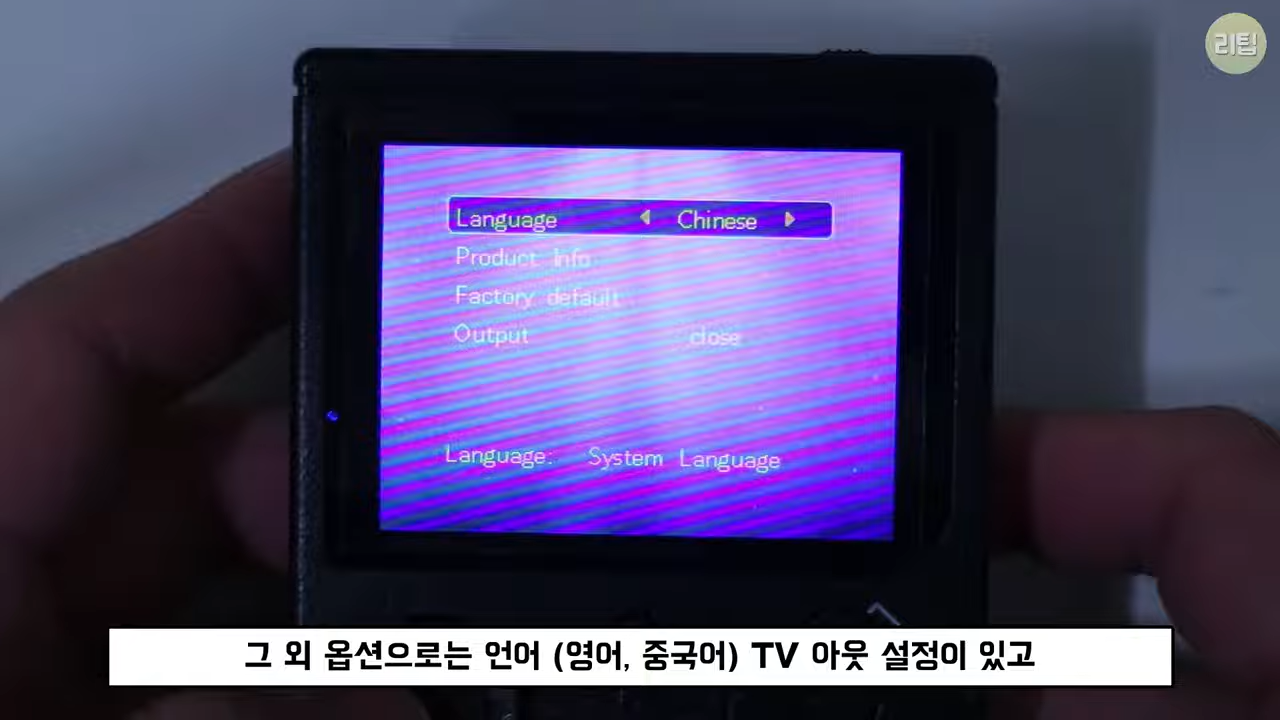 리팁
Language Chinese
Product Info
Factory default
Output close
Language: System Language
그 외 옵션으로는 언어 (영어, 중국어) TV 아웃 설정이 있고